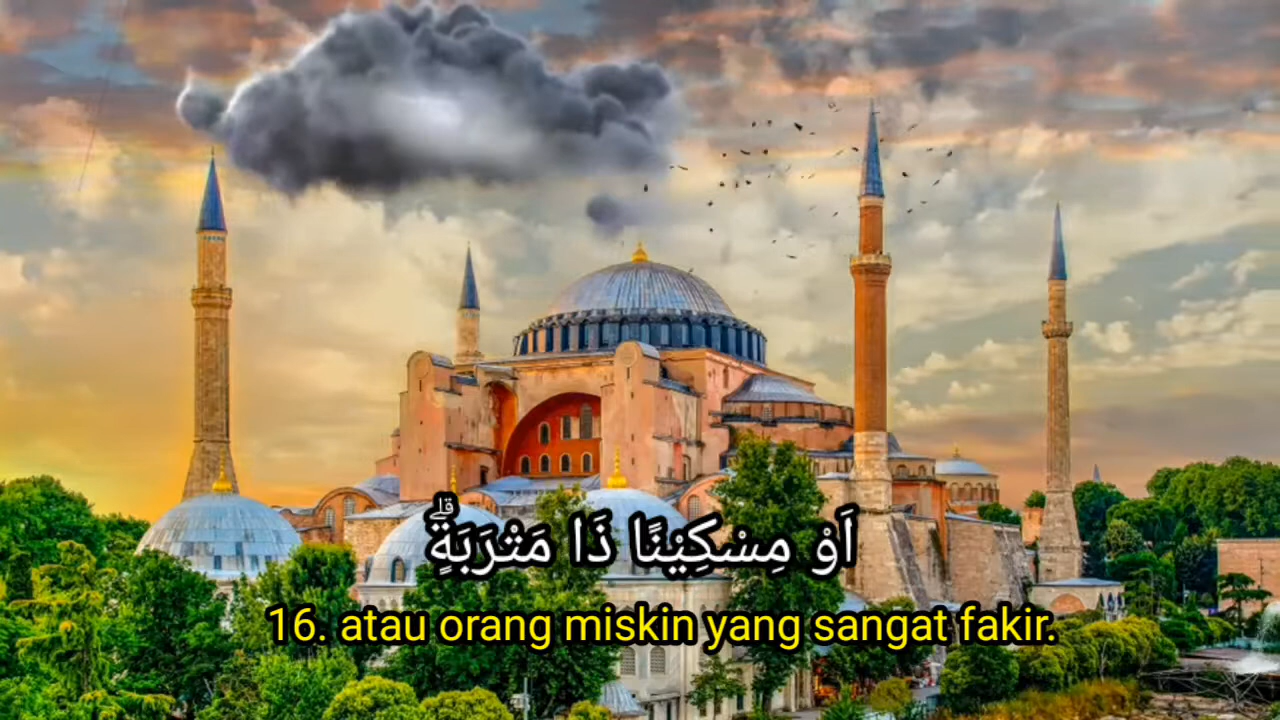 اَوْ مِسْكِيْنًا ذَا مَتْرَبَةٍۗ
16. atau orang miskin yang sangat fakir.